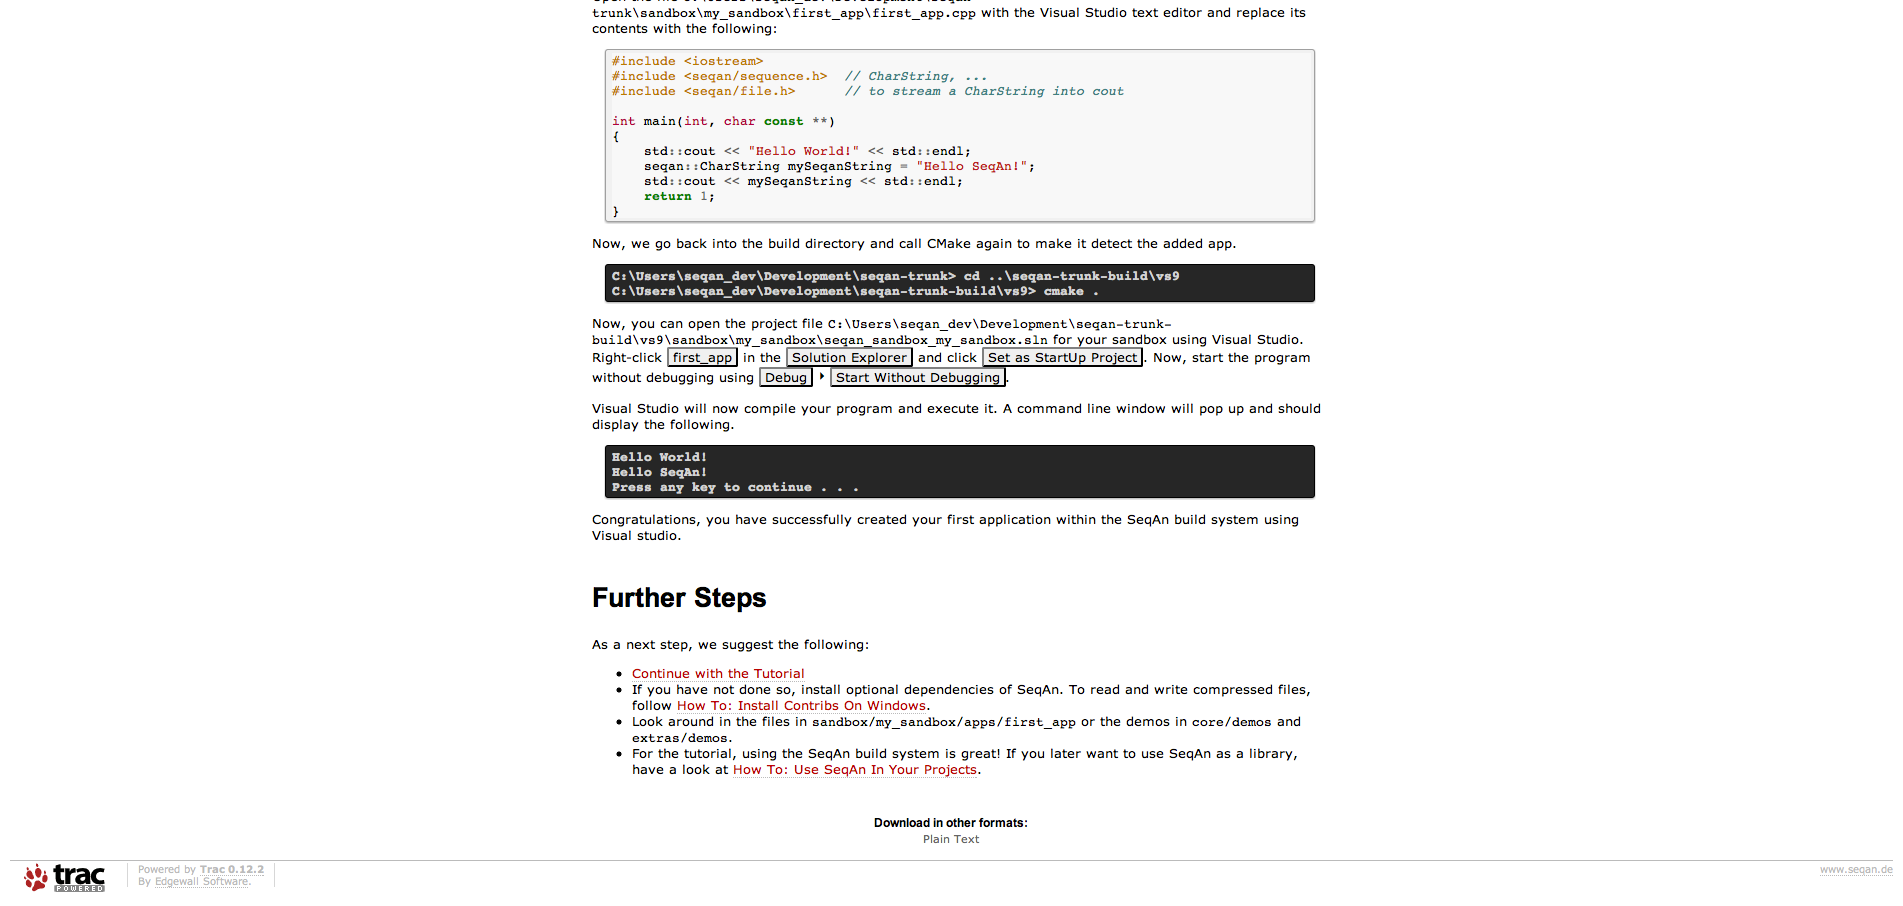 trunk\sandbox\my_sandbox\first_app\first_app.cpp with the Visual Studio text editor and replace its
contents with the following:
#include <iostream>
#include <seqan/sequence.h>  // CharString, ...
#include <seqan/file.h>      // to stream a CharString into cout
int main(int, char const **)
{
    std::cout << "Hello World!" << std::endl;
    seqan::CharString mySeqanString = "Hello SeqAn!";
    std::cout << mySeqanString << std::endl;
    return 1;
}
Now, we go back into the build directory and call CMake again to make it detect the added app.
C:\Users\seqan_dev\Development\seqan-trunk> cd ..\seqan-trunk-build\vs9
C:\Users\seqan_dev\Development\seqan-trunk-build\vs9> cmake .
Now, you can open the project file C:\Users\seqan_dev\Development\seqan-trunk-
build\vs9\sandbox\my_sandbox\seqan_sandbox_my_sandbox.sln for your sandbox using Visual Studio.
Right-click first_app in the Solution Explorer and click Set as StartUp Project. Now, start the program
without debugging using Debug ‣ Start Without Debugging.
Visual Studio will now compile your program and execute it. A command line window will pop up and should
display the following.
Hello World!
Hello SeqAn!
Press any key to continue . . .
Congratulations, you have successfully created your first application within the SeqAn build system using
Visual studio.
Further Steps
As a next step, we suggest the following:
• Continue with the Tutorial
• If you have not done so, install optional dependencies of SeqAn. To read and write compressed files,
follow How To: Install Contribs On Windows.
• Look around in the files in sandbox/my_sandbox/apps/first_app or the demos in core/demos and
extras/demos.
• For the tutorial, using the SeqAn build system is great! If you later want to use SeqAn as a library,
have a look at How To: Use SeqAn In Your Projects.
Download in other formats:
Plain Text
trac
POWERED
Powered by Trac 0.12.2
By Edgewall Software.
www.seqan.de